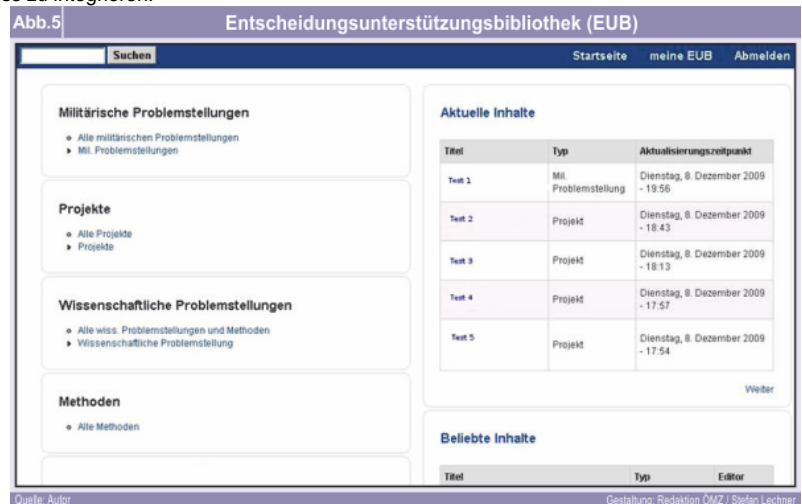 Abb.5
Entscheidungsunterstützungsbibliothek (EUB)
Suchen
Startseite meine EUB Abmelden
Militärische Problemstellungen
Alle militärischen Problemstellungen
Mil. Problemstellungen
Projekte
Alle Projekte
Projekte
Wissenschaftliche Problemstellungen
Alle wiss. Problemstellungen und Methoden
Wissenschaftliche Problemstellung
Methoden
Alle Methoden
Aktuelle Inhalte
Titel Typ Aktualisierungszeitpunkt
Test 1 Mil. Problemstellung Dienstag, 8. Dezember 2009 - 19:56
Test 2 Projekt Dienstag, 8. Dezember 2009 - 18:43
Test 3 Projekt Dienstag, 8. Dezember 2009 - 18:13
Test 4 Projekt Dienstag, 8. Dezember 2009 - 17:57
Test 5 Projekt Dienstag, 8. Dezember 2009 - 17:54
Weiter
Beliebte Inhalte
Titel Typ Editor
Quelle: Autor
Gestaltung: Redaktion ÖMZ / Stefan Lechner